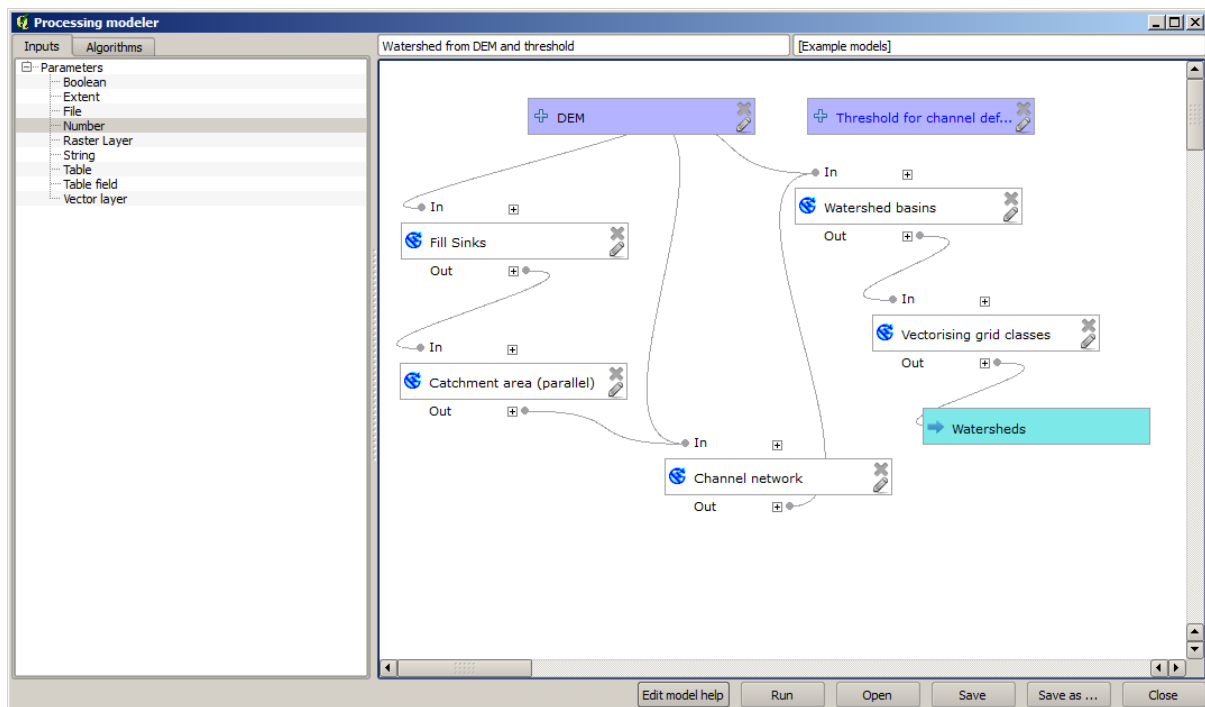 Processing modeler
Inputs
Algorithms
Watershed from DEM and threshold
[Example models]
Parameters
Boolean
Extent
File
Number
Raster Layer
String
Table
Table field
Vector layer
DEM
Threshold for channel def...
In
Watershed basins
Out
In
Fill Sinks
Out
In
Vectorising grid classes
Out
In
Catchment area (parallel)
Out
Watersheds
In
Channel network
Out
Edit model help
Run
Open
Save
Save as ...
Close